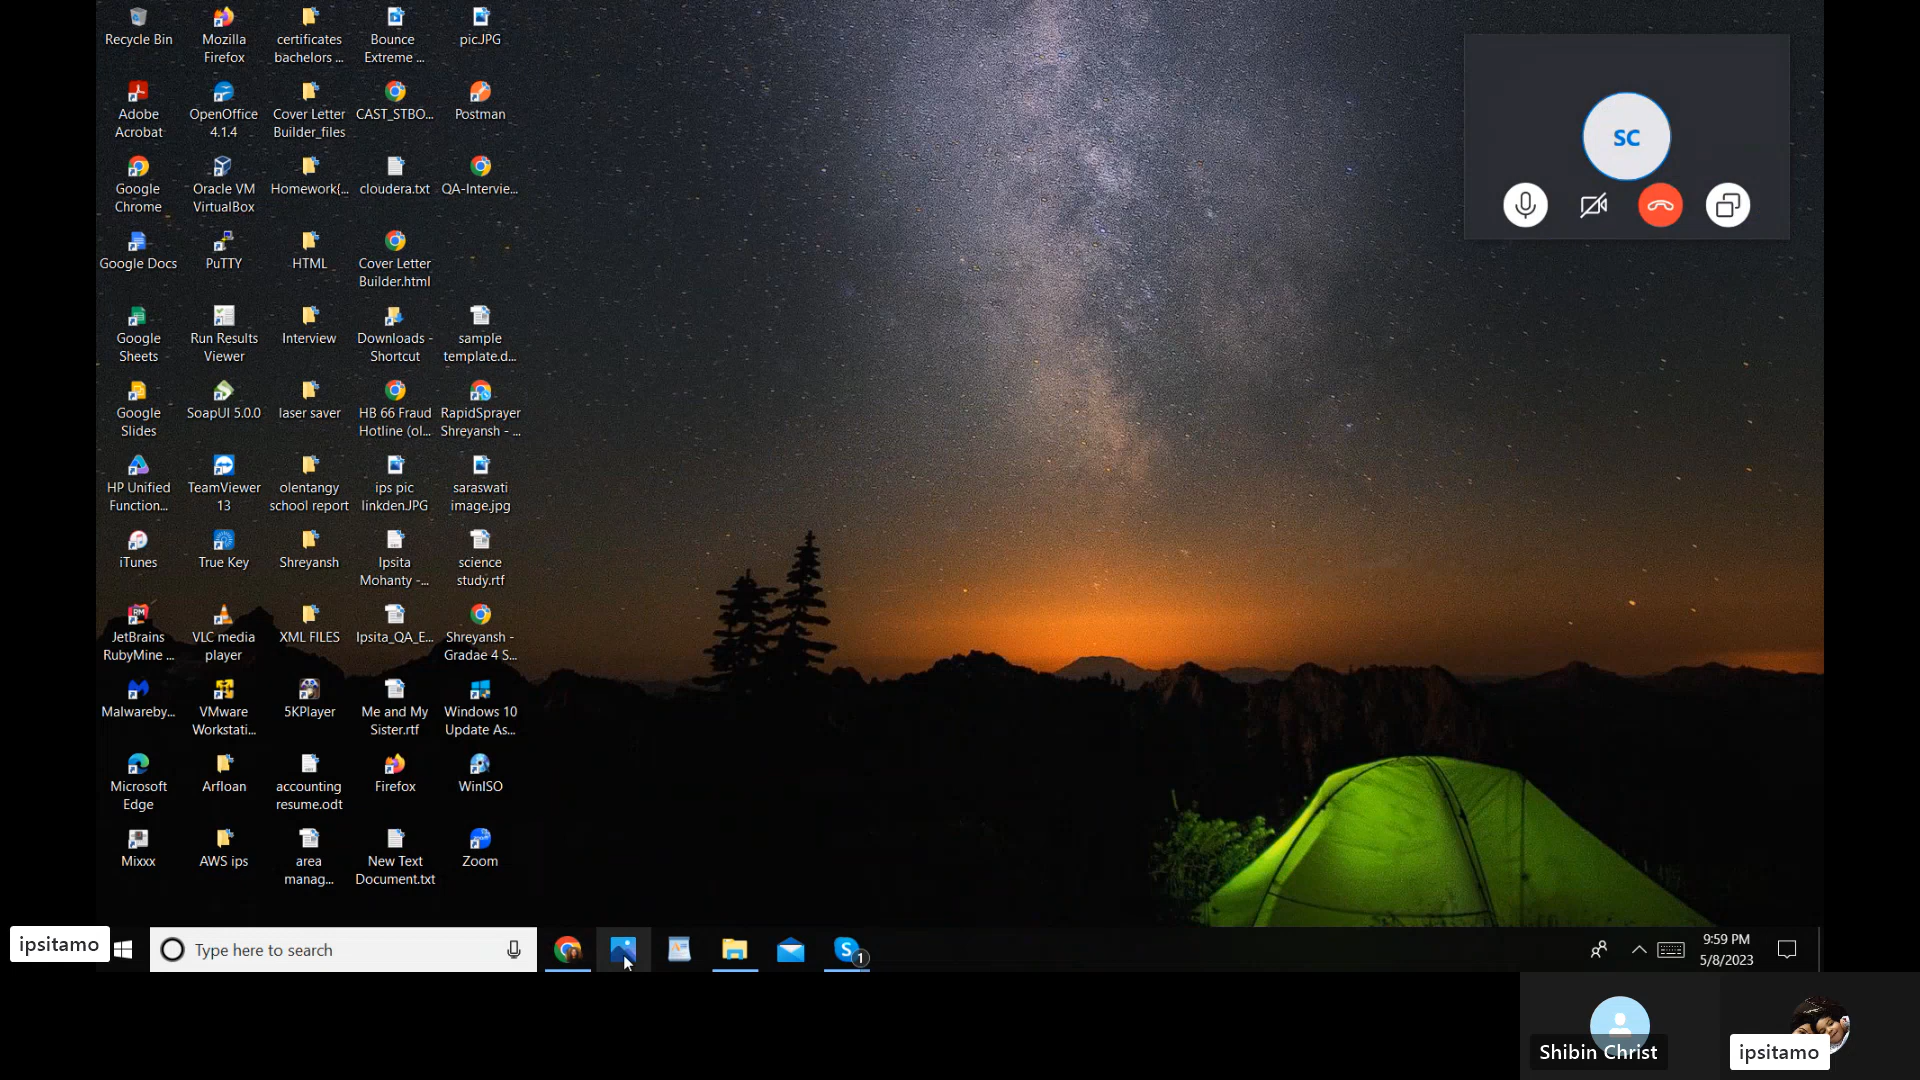 Recycle Bin
Mozilla
Firefox
certificates
bachelors ...
Bounce
Extreme ...
pic.JPG
Adobe
Acrobat
OpenOffice
4.1.4
Cover Letter
Builder_files
CAST_STBO...
Postman
Google
Chrome
Oracle VM
VirtualBox
Homework{...
cloudera.txt
QA-Intervie...
Google Docs
PuTTY
HTML
Cover Letter
Builder.html
Google
Sheets
Run Results
Viewer
Interview
Downloads -
Shortcut
sample
template.d...
Google
Slides
SoapUI 5.0.0
laser saver
HB 66 Fraud
Hotline (ol...
RapidSprayer
Shreyansh - ...
HP Unified
Function...
TeamViewer
13
olentangy
school report
ips pic
linkden.JPG
saraswati
image.jpg
iTunes
True Key
Shreyansh
Ipsita
Mohanty -...
science
study.rtf
JetBrains
RubyMine ...
VLC media
player
XML FILES
Ipsita_QA_E...
Shreyansh -
Gradae 4 S...
Malwareby...
VMware
Workstati...
5KPlayer
Me and My
Sister.rtf
Windows 10
Update As...
Microsoft
Edge
Arfloan
accounting
resume.odt
Firefox
WinISO
Mixxx
AWS ips
area
manag...
New Text
Document.txt
Zoom
SC
ipsitamo
Type here to search
1
9:59 PM
5/8/2023
Shibin Christ
ipsitamo